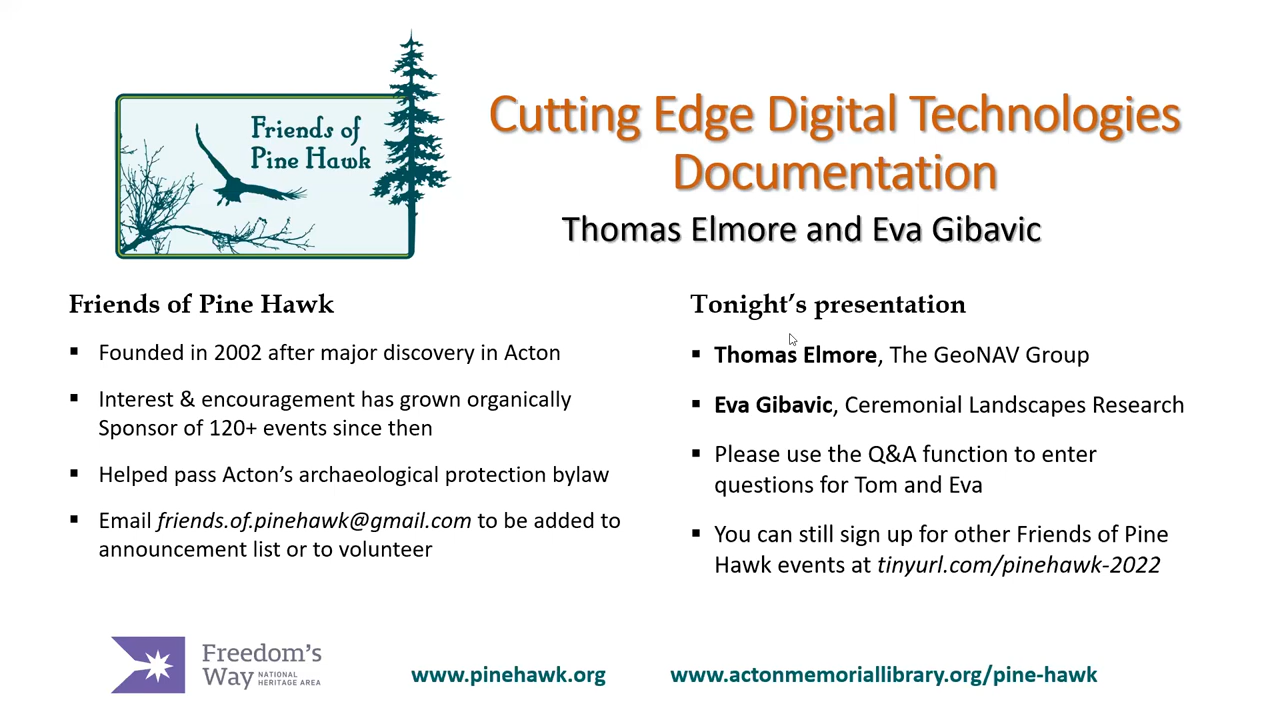 Friends of
Pine Hawk
Cutting Edge Digital Technologies
Documentation
Thomas Elmore and Eva Gibavic
Friends of Pine Hawk
▪ Founded in 2002 after major discovery in Acton
▪ Interest & encouragement has grown organically
Sponsor of 120+ events since then
▪ Helped pass Acton’s archaeological protection bylaw
▪ Email friends.of.pinehawk@gmail.com to be added to
announcement list or to volunteer
Tonight’s presentation
▪ Thomas Elmore, The GeoNAV Group
▪ Eva Gibavic, Ceremonial Landscapes Research
▪ Please use the Q&A function to enter
questions for Tom and Eva
▪ You can still sign up for other Friends of Pine
Hawk events at tinyurl.com/pinehawk-2022
Freedom’s
Way NATIONAL
HERITAGE AREA
www.pinehawk.org
www.actonmemoriallibrary.org/pine-hawk